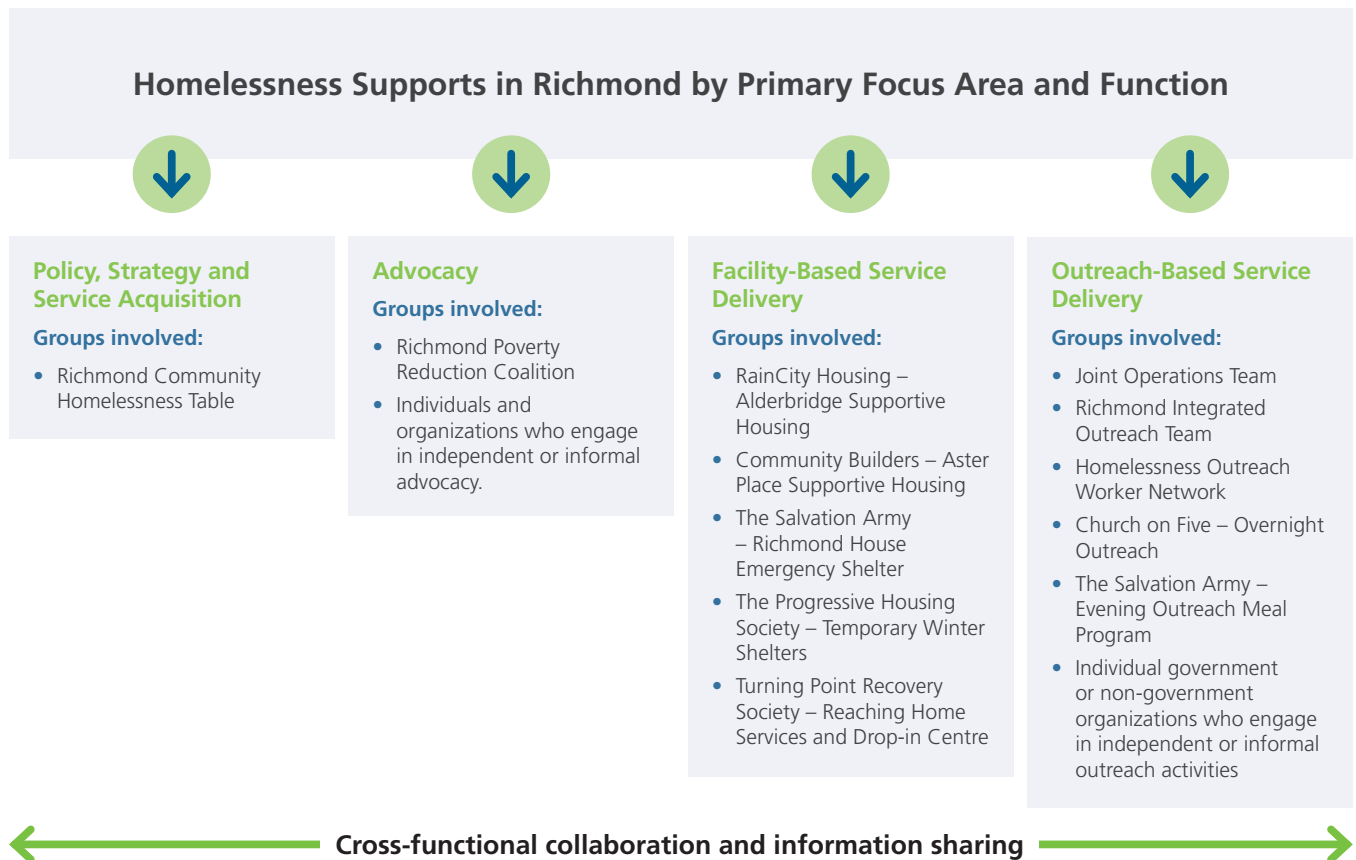 Homelessness Supports in Richmond by Primary Focus Area and Function
Policy, Strategy and
Service Acquisition
Groups involved:
• Richmond Community
Homelessness Table
Advocacy
Groups involved:
• Richmond Poverty
Reduction Coalition
• Individuals and
organizations who engage
in independent or informal
advocacy.
Facility-Based Service
Delivery
Groups involved:
• RainCity Housing –
Alderbridge Supportive
Housing
• Community Builders – Aster
Place Supportive Housing
• The Salvation Army
– Richmond House
Emergency Shelter
• The Progressive Housing
Society – Temporary Winter
Shelters
• Turning Point Recovery
Society – Reaching Home
Services and Drop-in Centre
Outreach-Based Service
Delivery
Groups involved:
• Joint Operations Team
• Richmond Integrated
Outreach Team
• Homelessness Outreach
Worker Network
• Church on Five – Overnight
Outreach
• The Salvation Army –
Evening Outreach Meal
Program
• Individual government
or non-government
organizations who engage
in independent or informal
outreach activities
Cross-functional collaboration and information sharing